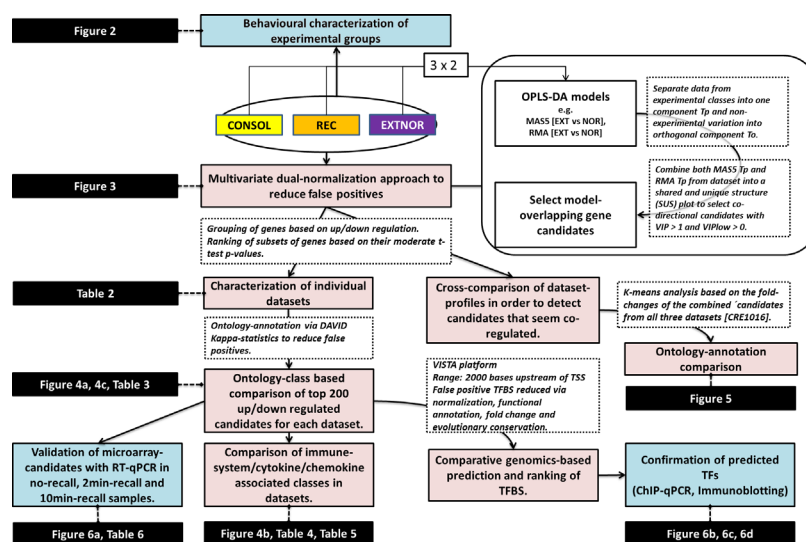 Figure 2
Behavioural characterization of
experimental groups
3 x 2
CONSOL
REC
EXTNOR
OPLS-DA models
e.g.
MAS5 [EXT vs NOR],
RMA [EXT vs NOR]
Separate data from
experimental classes into one
component Tp and non-
experimental variation into
orthogonal component To.
Figure 3
Multivariate dual-normalization approach to
reduce false positives
Select model-
overlapping gene
candidates
Combine both MAS5 Tp and
RMA Tp from dataset into a
shared and unique structure
(SUS) plot to select co-
directional candidates with
VIP > 1 and VIPlow > 0.
Grouping of genes based on up/down regulation.
Ranking of subsets of genes based on their moderate t-
test p-values.
Table 2
Characterization of individual
datasets
Cross-comparison of dataset-
profiles in order to detect
candidates that seem co-
regulated.
K-means analysis based on the fold-
changes of the combined ´candidates
from all three datasets [CRE1016].
Ontology-annotation via DAVID
Kappa-statistics to reduce false
positives.
Ontology-annotation
comparison
Figure 5
Figure 4a, 4c, Table 3
Ontology-class based
comparison of top 200
up/down regulated
candidates for each dataset.
VISTA platform
Range: 2000 bases upstream of TSS
False positive TFBS reduced via
normalization, functional
annotation, fold change and
evolutionary conservation.
Validation of microarray-
candidates with RT-qPCR in
no-recall, 2min-recall and
10min-recall samples.
Comparison of immune-
system/cytokine/chemokine
associated classes in
datasets.
Comparative genomics-based
prediction and ranking of
TFBS.
Confirmation of predicted
TFs
(ChIP-qPCR, Immunoblotting)
Figure 6a, Table 6
Figure 4b, Table 4, Table 5
Figure 6b, 6c, 6d